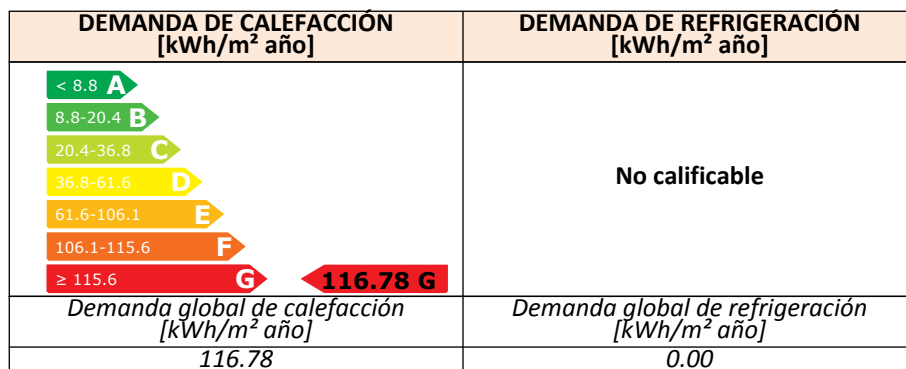 DEMANDA DE CALEFACCIÓN
[kWh/m² año]
DEMANDA DE REFRIGERACIÓN
[kWh/m² año]
< 8.8 A
8.8-20.4 B
20.4-36.8 C
36.8-61.6 D
61.6-106.1 E
106.1-115.6 F
≥ 115.6 G
116.78 G
No calificable
Demanda global de calefacción
[kWh/m² año]
Demanda global de refrigeración
[kWh/m² año]
116.78
0.00